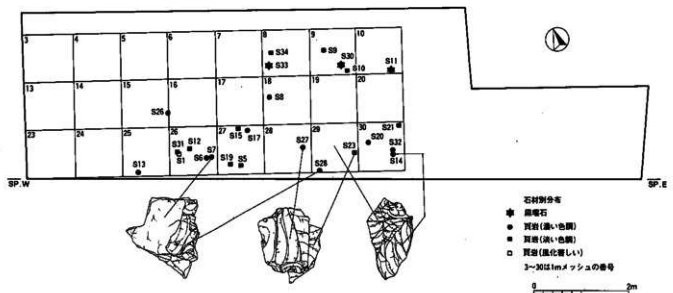 3 4 5 6 7 8 9 10
S34
S33
S9
S30
S10
S11
13 14 15 16 17 18 19 20
S26
S8
23 24 25 26 27 28 29 30
S31
S12
S1
S7
S6
S15
S17
S19
S5
S13
S27
S28
S23
S20
S21
S32
S14
SP.W
SP.E
石材別分布
黒曜石
頁岩(濃い色調)
頁岩(淡い色調)
頁岩(風化著しい)
3~30は1mメッシュの番号
0 2m